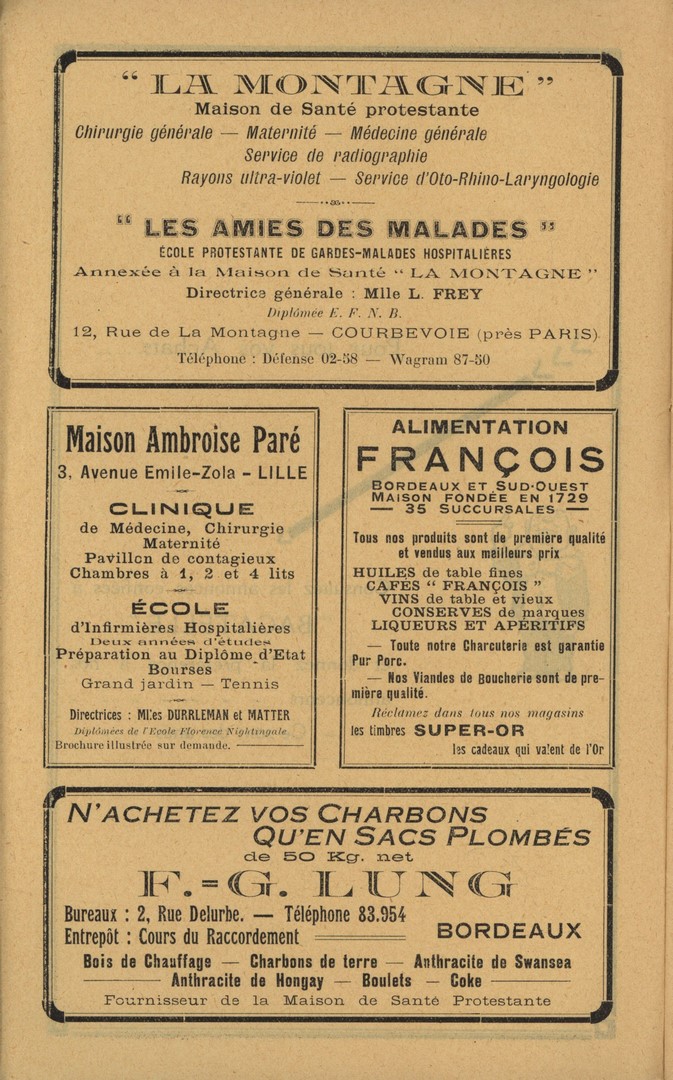 “ LA MONTAGNE ”
Maison de Santé protestante
Chirurgie générale — Maternité — Médecine générale
Service de radiographie
Rayons ultra-violet — Service d'Oto-Rhino-Laryngologie
“ LES AMIES DES MALADES ”
ÉCOLE PROTESTANTE DE GARDES-MALADES HOSPITALIÈRES
Annexée à la Maison de Santé “ LA MONTAGNE ”
Directrice générale : Mlle L. FREY
Diplômée E. F. N. B.
12, Rue de La Montagne — COURBEVOIE (près PARIS)
Téléphone : Défense 02-58 — Wagram 87-50
Maison Ambroise Paré
3, Avenue Emile-Zola - LILLE
CLINIQUE
de Médecine, Chirurgie
Maternité
Pavillon de contagieux
Chambres à 1, 2 et 4 lits
ÉCOLE
d'Infirmières Hospitalières
Deux années d'études
Préparation au Diplôme d'Etat
Bourses
Grand jardin — Tennis
Directrices : Mlles DURRLEMAN et MATTER
Diplômées de l'Ecole Florence Nightingale
Brochure illustrée sur demande.
ALIMENTATION
FRANÇOIS
BORDEAUX ET SUD-OUEST
MAISON FONDÉE EN 1729
— 35 SUCCURSALES —
Tous nos produits sont de première qualité
et vendus aux meilleurs prix
HUILES de table fines
CAFES “ FRANÇOIS ”
VINS de table et vieux
CONSERVES de marques
LIQUEURS ET APÉRITIFS
— Toute notre Charcuterie est garantie
Pur Porc.
— Nos Viandes de Boucherie sont de pre-
mière qualité.
Réclamez dans tous nos magasins
les timbres SUPER-OR
les cadeaux qui valent de l'Or
N'ACHETEZ VOS CHARBONS
QU'EN SACS PLOMBÉS
de 50 Kg. net
F.=G. LUNG
Bureaux : 2, Rue Delurbe. — Téléphone 83.954
Entrepôt : Cours du Raccordement
BORDEAUX
Bois de Chauffage — Charbons de terre — Anthracite de Swansea
Anthracite de Hongay — Boulets — Coke
Fournisseur de la Maison de Santé Protestante